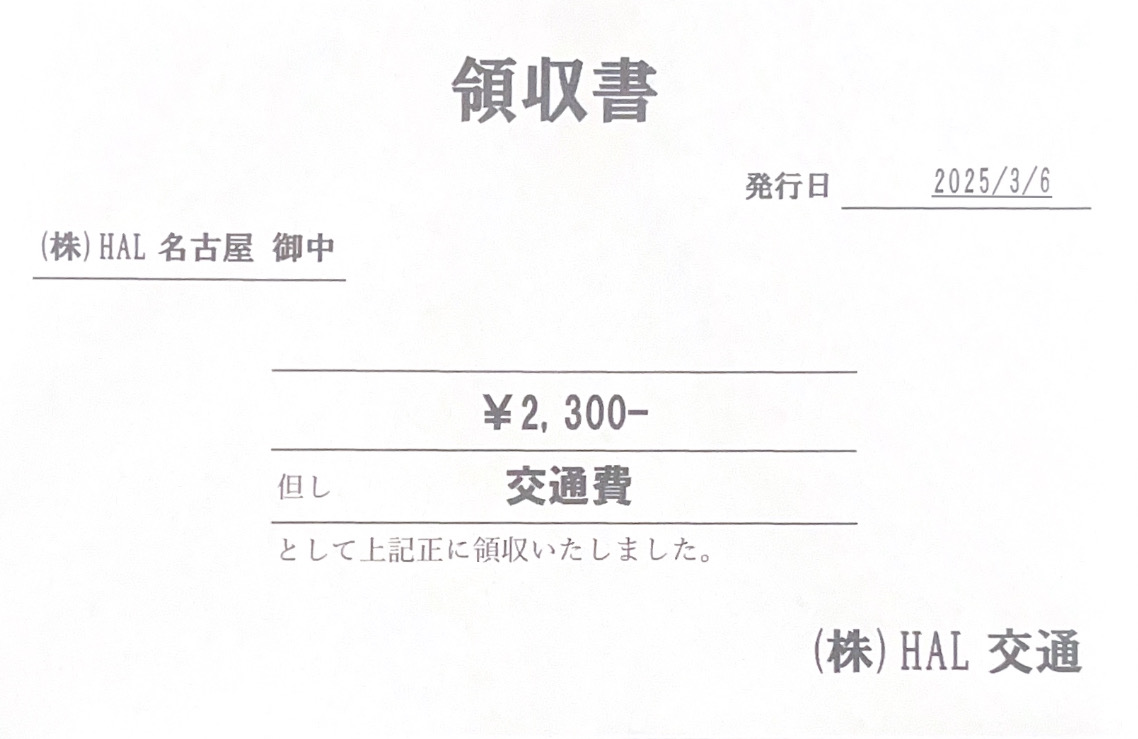 領収書
発行日 2025/3/6
(株)HAL 名古屋 御中
¥2,300-
但し 交通費
として上記正に領収いたしました。
(株)HAL 交通